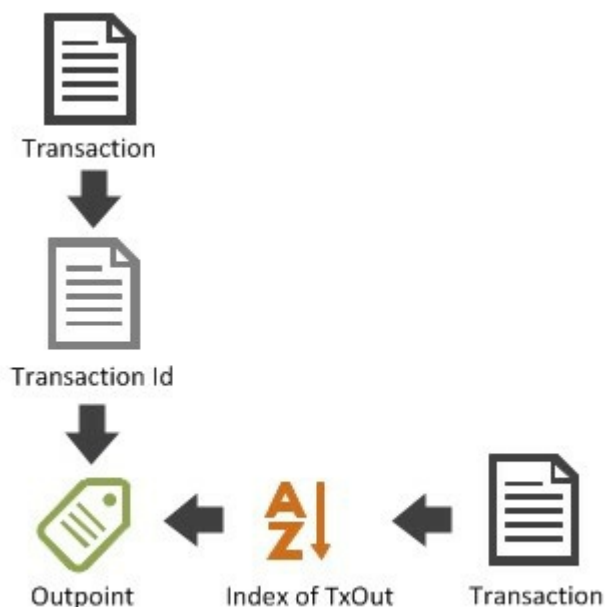 Transaction
Transaction Id
A
Z
Outpoint
Index of TxOut
Transaction